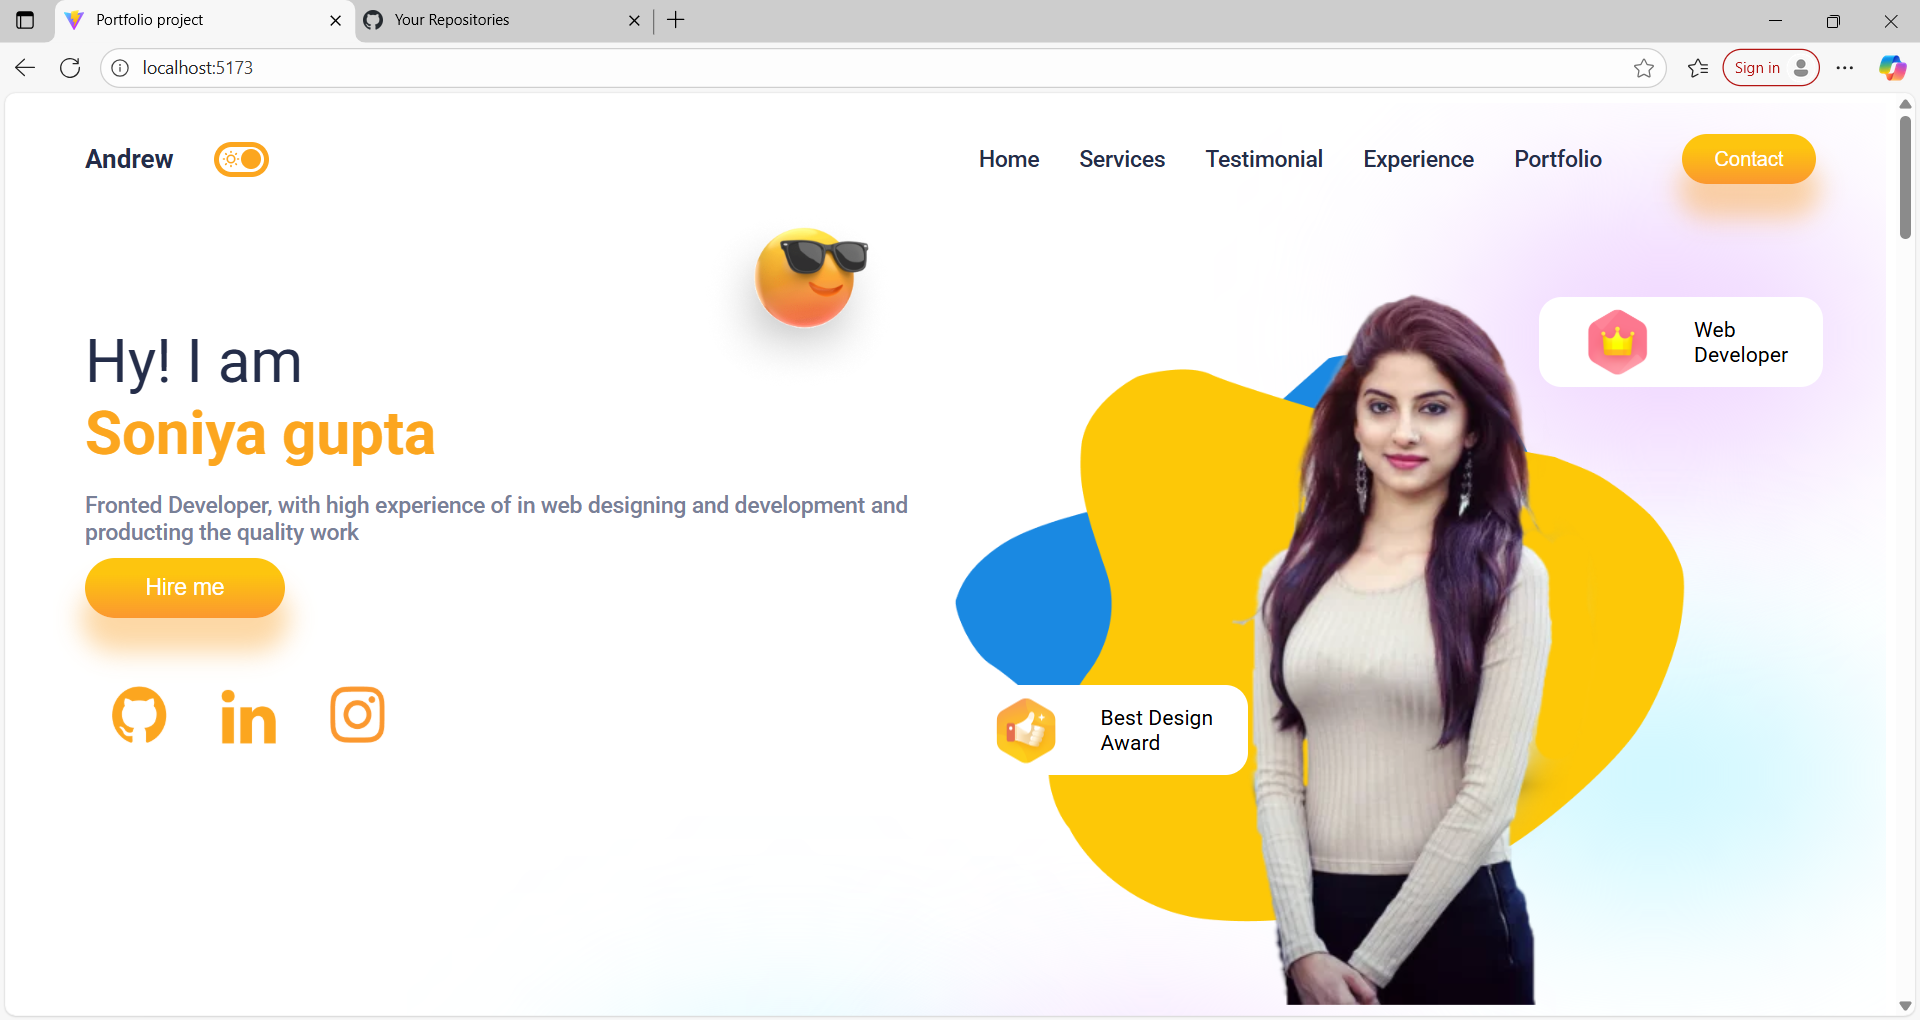 Portfolio project
Your Repositories
localhost:5173
Sign in
Andrew
Home
Services
Testimonial
Experience
Portfolio
Contact
Hy! I am
Soniya gupta
Fronted Developer, with high experience of in web designing and development and
producting the quality work
Hire me
in
Web
Developer
Best Design
Award